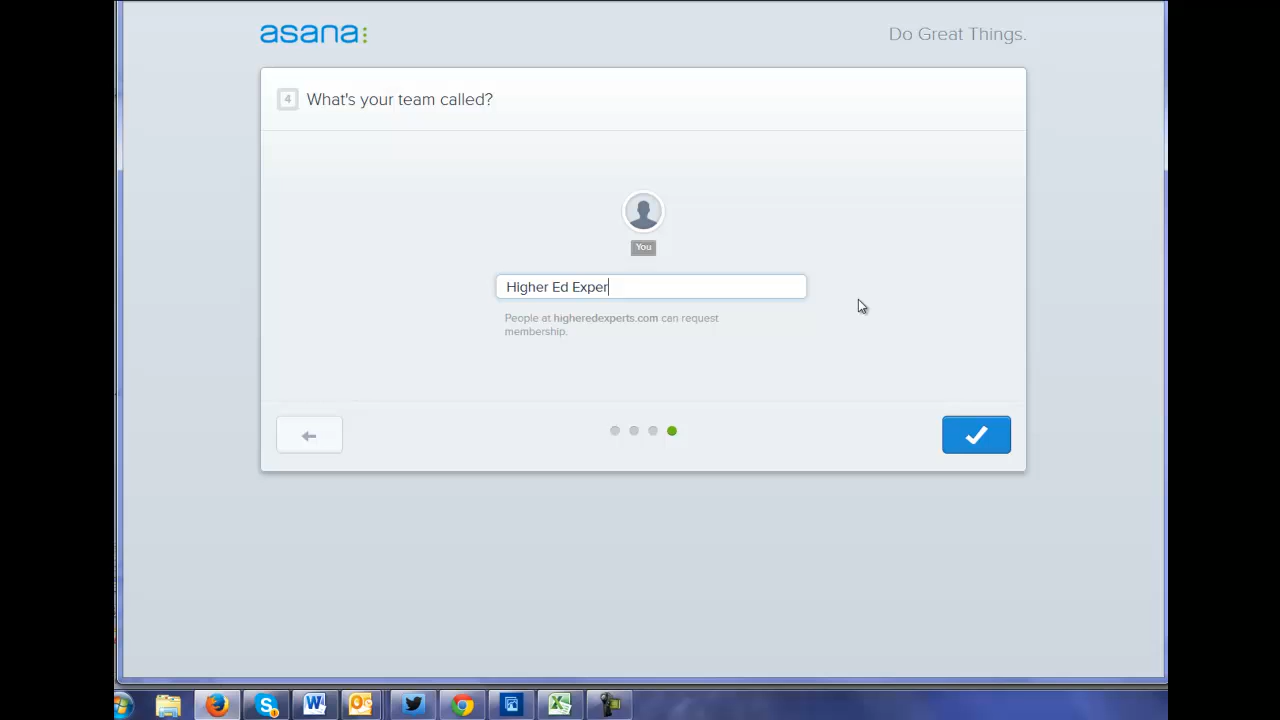 asana
Do Great Things.
4 What's your team called?
You
Higher Ed Exper
People at higheredexperts.com can request
membership.